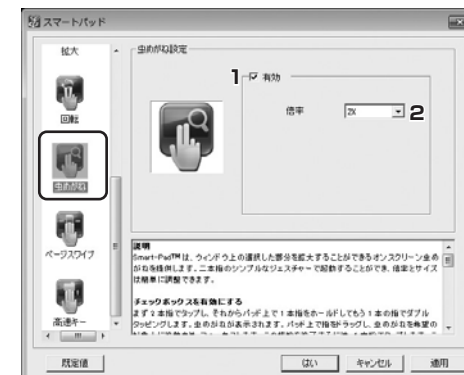 スマートパッド
拡大
回転
虫めがね
ページスワイプ
高速キー
虫めがね設定
1
有効
倍率
2X
2
説明
Smart-Pad™は、ウィンドウ上の選択した部分を拡大することができるオンスクリーン虫め
がねを提供します。二本指のシンプルなジェスチャーで起動することができ、倍率とサイズ
は簡単に調整できます。
チェックボックスを有効にする
まず2本指でタップし、それからパッド上で1本指をホールドしてもう1本の指でダブル
タッピングします。虫めがねが表示されます。パッド上で指をドラッグし、虫めがねを希望の
既定値
はい
キャンセル
適用